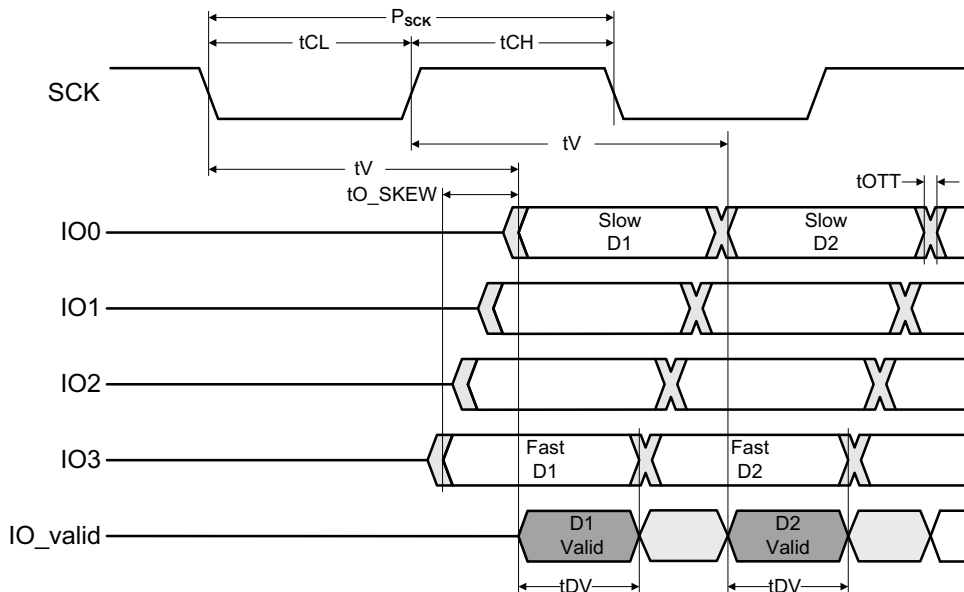 P_SCK
tCL
tCH
SCK
tV
tV
tO_SKEW
tOTT
IO0
Slow
D1
Slow
D2
IO1
IO2
IO3
Fast
D1
Fast
D2
IO_valid
D1
Valid
D2
Valid
tDV
tDV